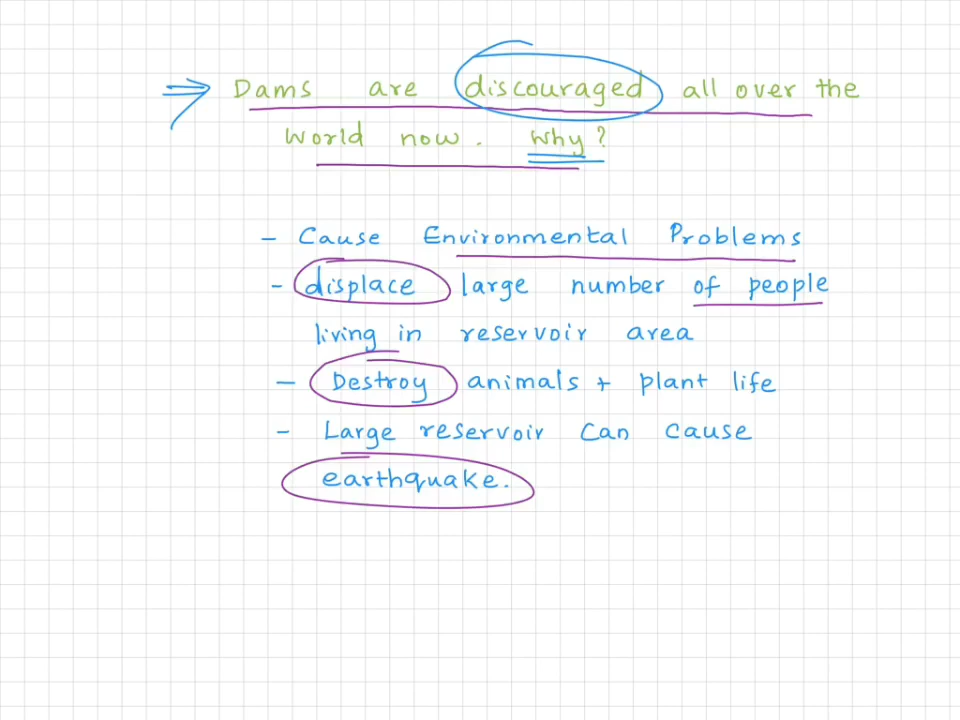 Dams are discouraged all over the
World now. Why?
- Cause Environmental Problems
- displace large number of people
living in reservoir area
- Destroy animals + plant life
- Large reservoir can cause
earthquake.